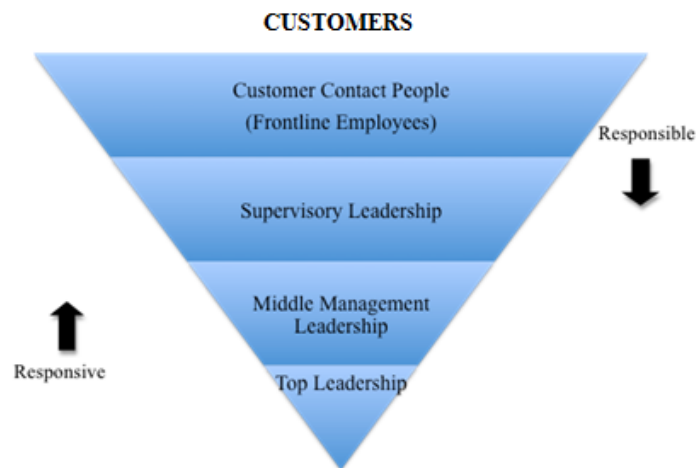 CUSTOMERS
Customer Contact People
(Frontline Employees)
Responsible
Supervisory Leadership
Middle Management
Leadership
Responsive
Top Leadership